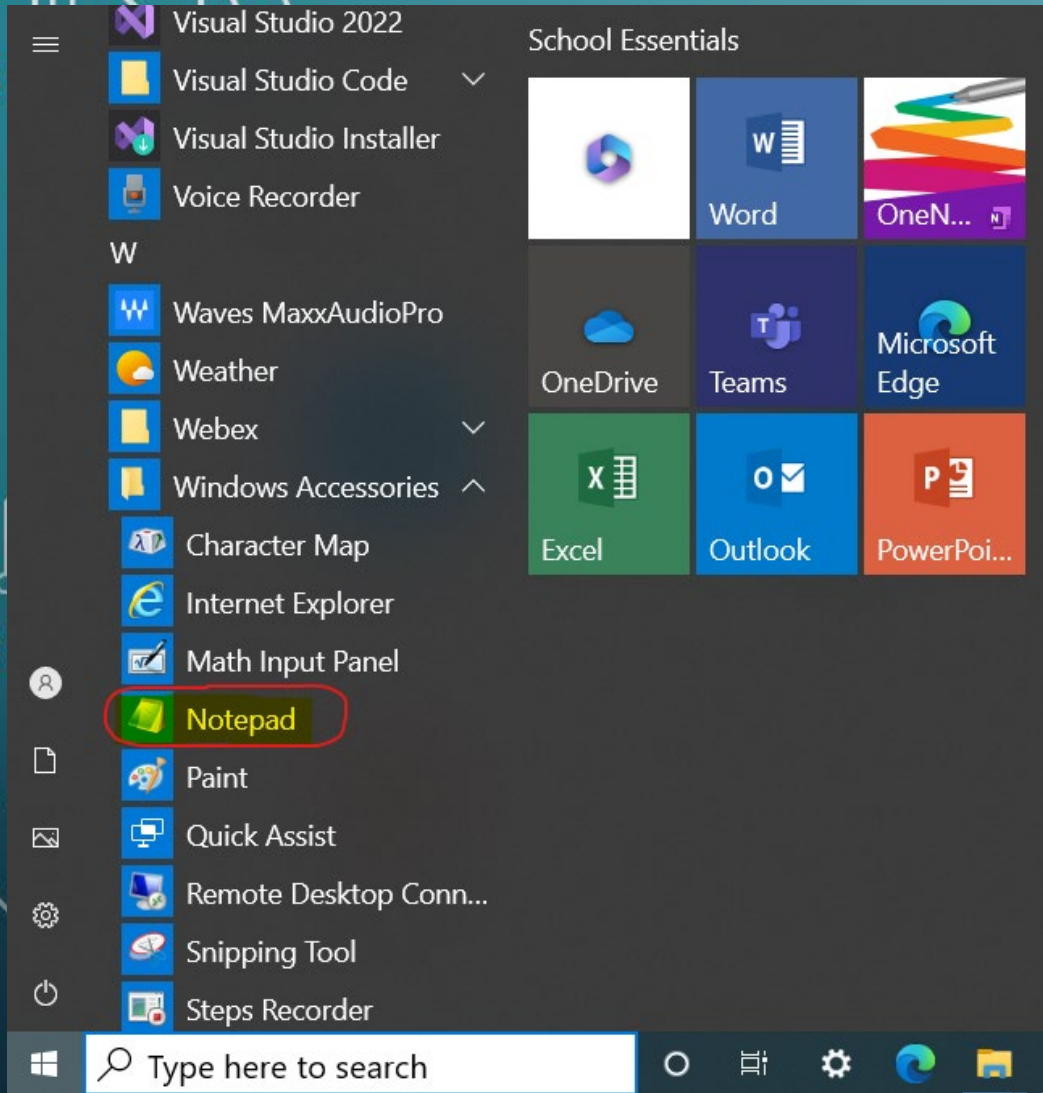 Visual Studio 2022
Visual Studio Code
Visual Studio Installer
Voice Recorder
W
Waves MaxxAudioPro
Weather
Webex
Windows Accessories
Character Map
Internet Explorer
Math Input Panel
Notepad
Paint
Quick Assist
Remote Desktop Conn...
Snipping Tool
Steps Recorder
School Essentials
Word
OneN...
OneDrive
Teams
Microsoft
Edge
Excel
Outlook
PowerPoi...
Type here to search